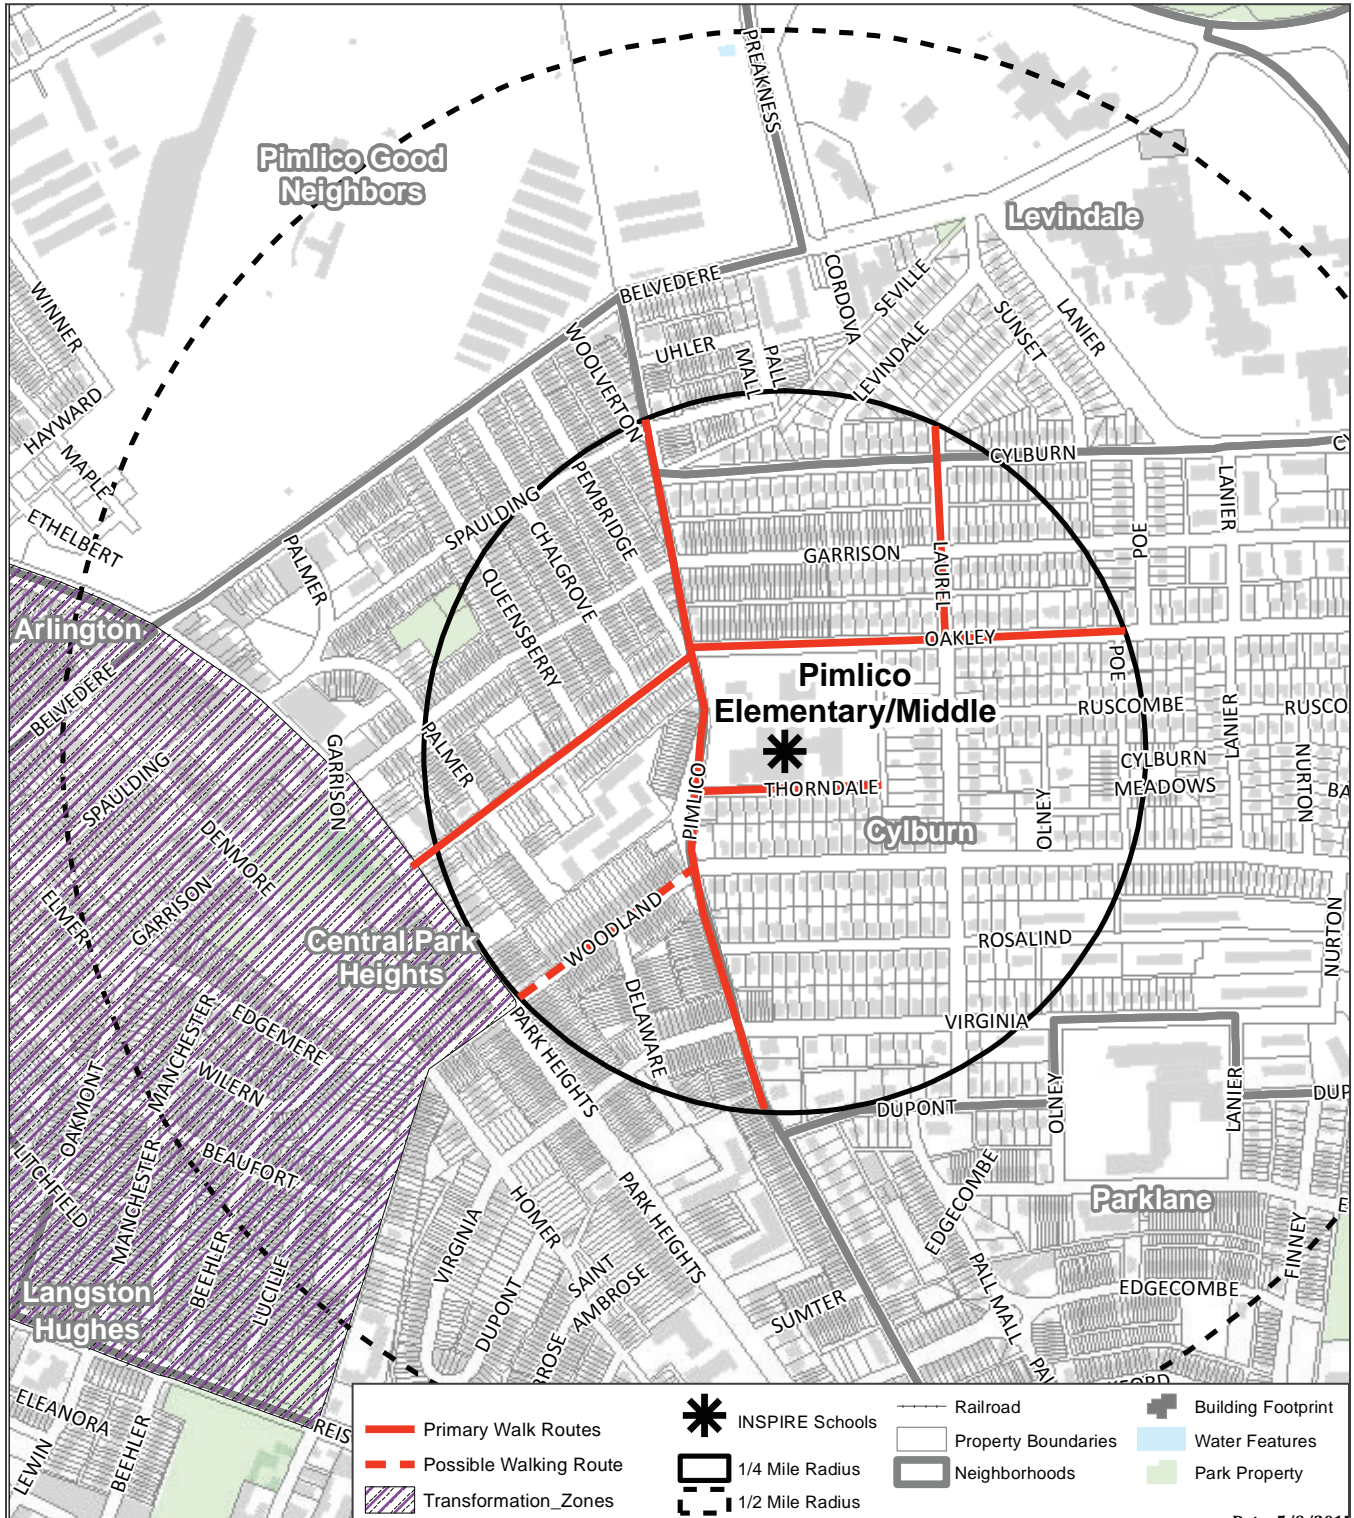 PREAKNESS
Pimlico Good
Neighbors
Levindale
BELVEDERE
CORDOVA
SEVILLE
SUNSET
LANIER
WINNER
WOOLVERTON
UHLER
MALL
PALL
LEVINDALE
HAYWARD
MAPLE
ETHELBERT
CYLBURN
C
PEMBRIDGE
SPAULDING
CHALGROVE
LANIER
POE
GARRISON
LAUREL
PALMER
QUEENSBERRY
Arlington
OAKLEY
POE
Pimlico
Elementary/Middle
BELVEDERE
RUSCOMBE
LANIER
RUSCO
PALMER
GARRISON
SPAULDING
CYLBURN
MEADOWS
NURTON
BA
PIMLICO
THORNDALE
Cylburn
OLNEY
DENMORE
GARRISON
ELMER
WOODLAND
Central Park
Heights
ROSALIND
NURTON
DELAWARE
MANCHESTER
EDGEMERE
PARK HEIGHTS
VIRGINIA
WILERN
OAKMONT
OLNEY
LANIER
DUPONT
DUP
LITCHFIELD
MANCHESTER
BEAUFORT
EDGECOMBE
HOMER
PARK HEIGHTS
Parklane
VIRGINIA
BEEHLER
LUCILLE
SAINT
AMBROSE
FINNEY
E
PALL MALL
EDGECOMBE
Langston
Hughes
DUPONT
SUMTER
BROSE
ELEANORA
LEWIN
BEEHLER
REIS
Primary Walk Routes
Possible Walking Route
Transformation_Zones
INSPIRE Schools
1/4 Mile Radius
1/2 Mile Radius
Railroad
Property Boundaries
Neighborhoods
Building Footprint
Water Features
Park Property